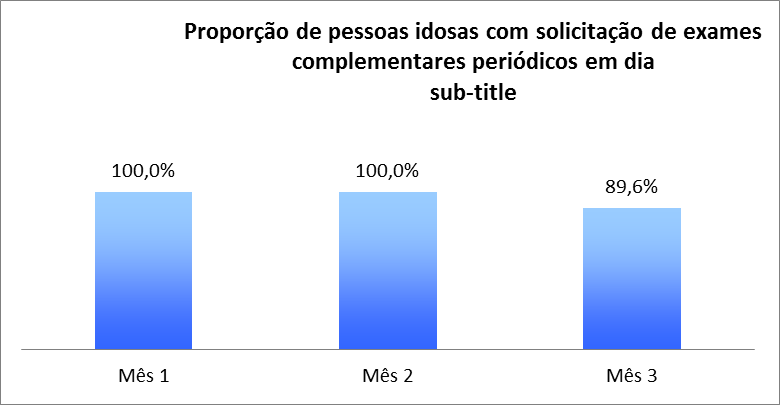 Proporção de pessoas idosas com solicitação de exames
complementares periódicos em dia
sub-title
100,0%
100,0%
89,6%
Mês 1
Mês 2
Mês 3